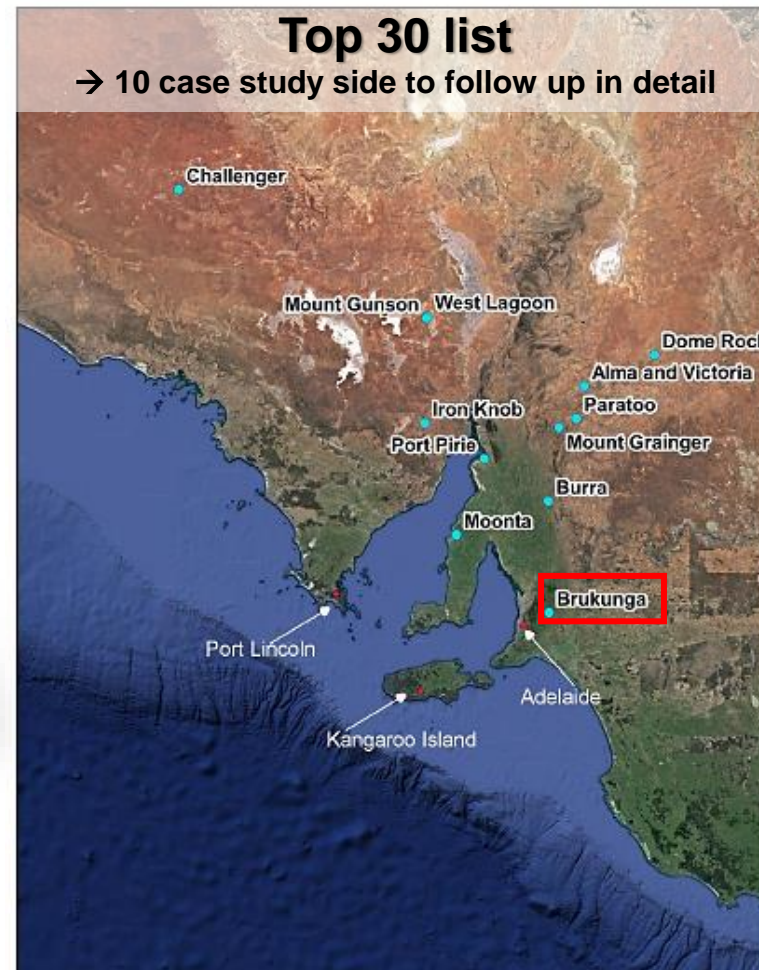 Top 30 list
→ 10 case study side to follow up in detail
Challenger
Mount Gunson West Lagoon
Dome Rock
Alma and Victoria
Iron Knob
Paratoo
Port Pirie
Mount Grainger
Burra
Moonta
Brukunga
Port Lincoln
Adelaide
Kangaroo Island